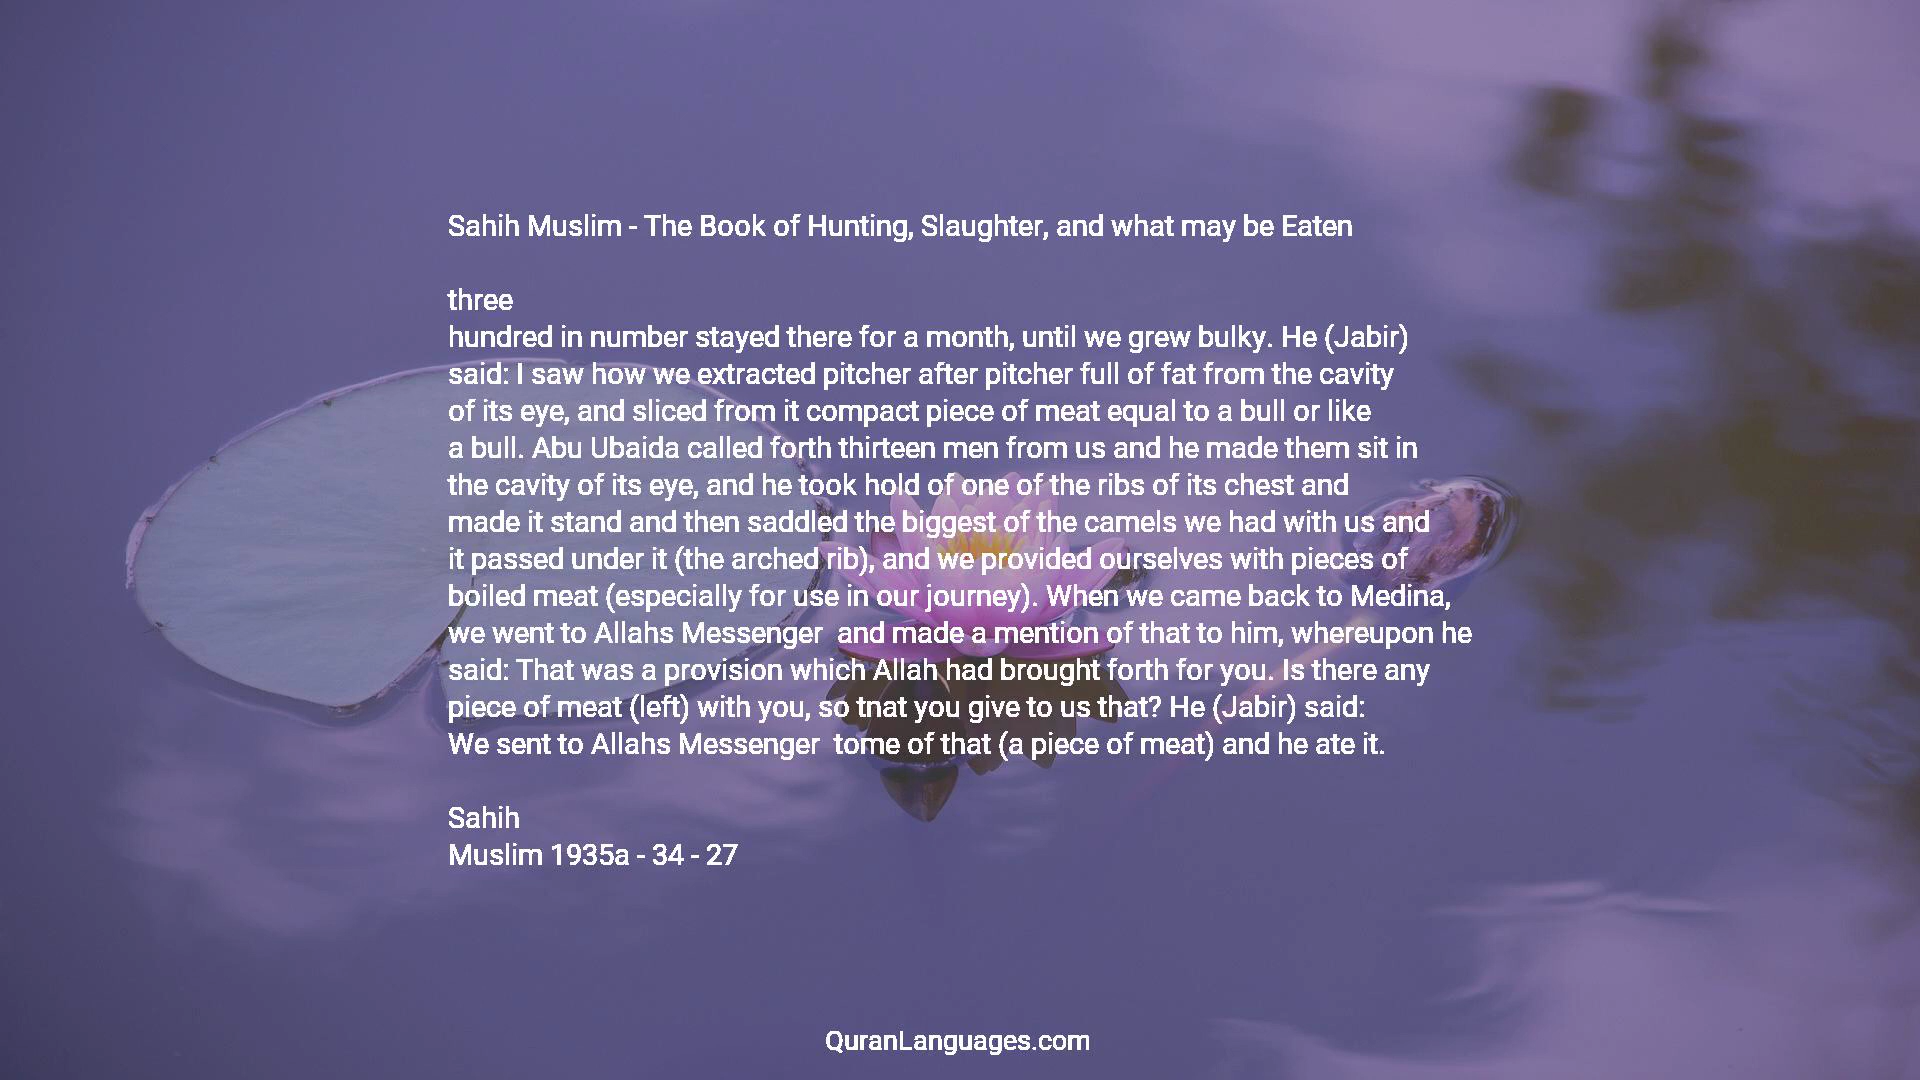 Sahih Muslim - The Book of Hunting, Slaughter, and what may be Eaten
three
hundred in number stayed there for a month, until we grew bulky. He (Jabir)
said: I saw how we extracted pitcher after pitcher full of fat from the cavity
of its eye, and sliced from it compact piece of meat equal to a bull or like
a bull. Abu Ubaida called forth thirteen men from us and he made them sit in
the cavity of its eye, and he took hold of one of the ribs of its chest and
made it stand and then saddled the biggest of the camels we had with us and
it passed under it (the arched rib), and we provided ourselves with pieces of
boiled meat (especially for use in our journey). When we came back to Medina,
we went to Allahs Messenger  and made a mention of that to him, whereupon he
said: That was a provision which Allah had brought forth for you. Is there any
piece of meat (left) with you, so tnat you give to us that? He (Jabir) said:
We sent to Allahs Messenger  tome of that (a piece of meat) and he ate it.
Sahih
Muslim 1935a - 34 - 27
QuranLanguages.com